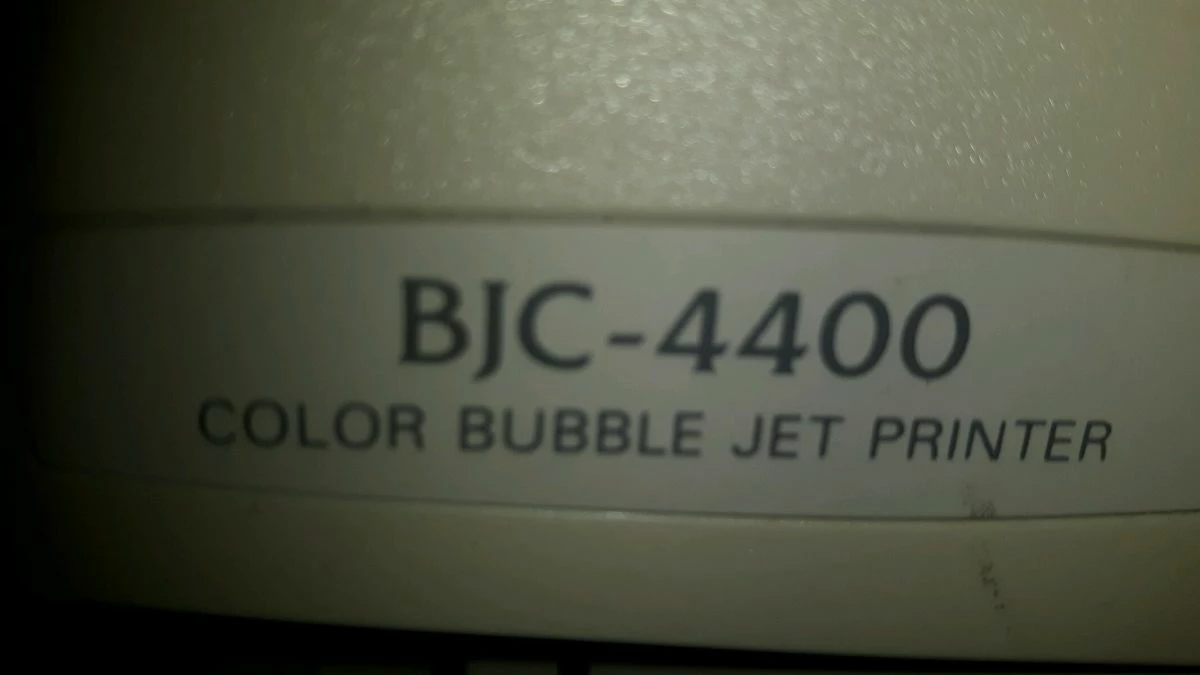 BJC-4400
COLOR BUBBLE JET PRINTER